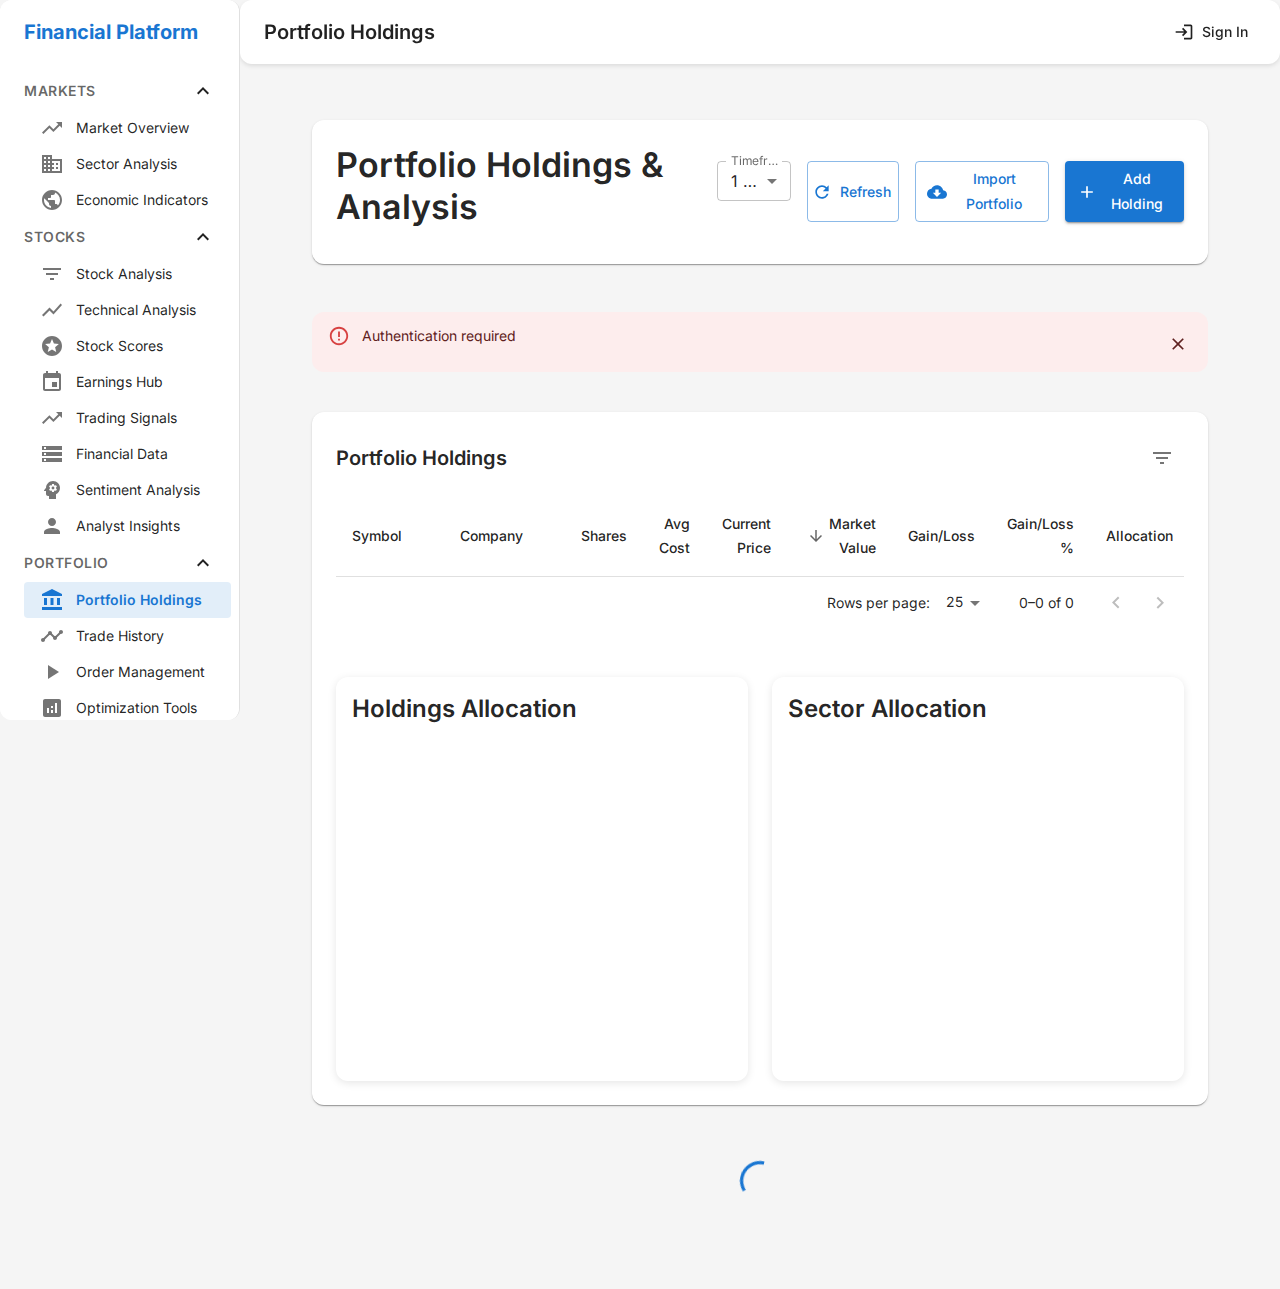 Financial Platform
Portfolio Holdings
Sign In
MARKETS
Market Overview
Sector Analysis
Economic Indicators
STOCKS
Stock Analysis
Technical Analysis
Stock Scores
Earnings Hub
Trading Signals
Financial Data
Sentiment Analysis
Analyst Insights
PORTFOLIO
Portfolio Holdings
Trade History
Order Management
Optimization Tools
Portfolio Holdings &
Analysis
Timefr...
1 ...
Refresh
Import
Portfolio
Add
Holding
Authentication required
Portfolio Holdings
Symbol
Company
Shares
Avg
Cost
Current
Price
Market
Value
Gain/Loss
Gain/Loss
%
Allocation
Rows per page: 25 0–0 of 0
Holdings Allocation
Sector Allocation